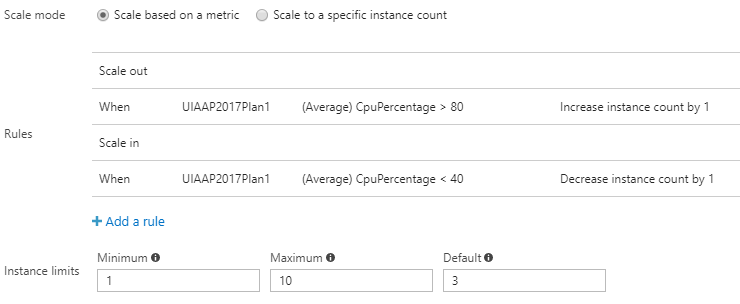 Scale mode Scale based on a metric Scale to a specific instance count
Scale out
When UIAAP2017Plan1 (Average) CpuPercentage > 80 Increase instance count by 1
Rules
Scale in
When UIAAP2017Plan1 (Average) CpuPercentage < 40 Decrease instance count by 1
+ Add a rule
Minimum Maximum Default
Instance limits
1 10 3